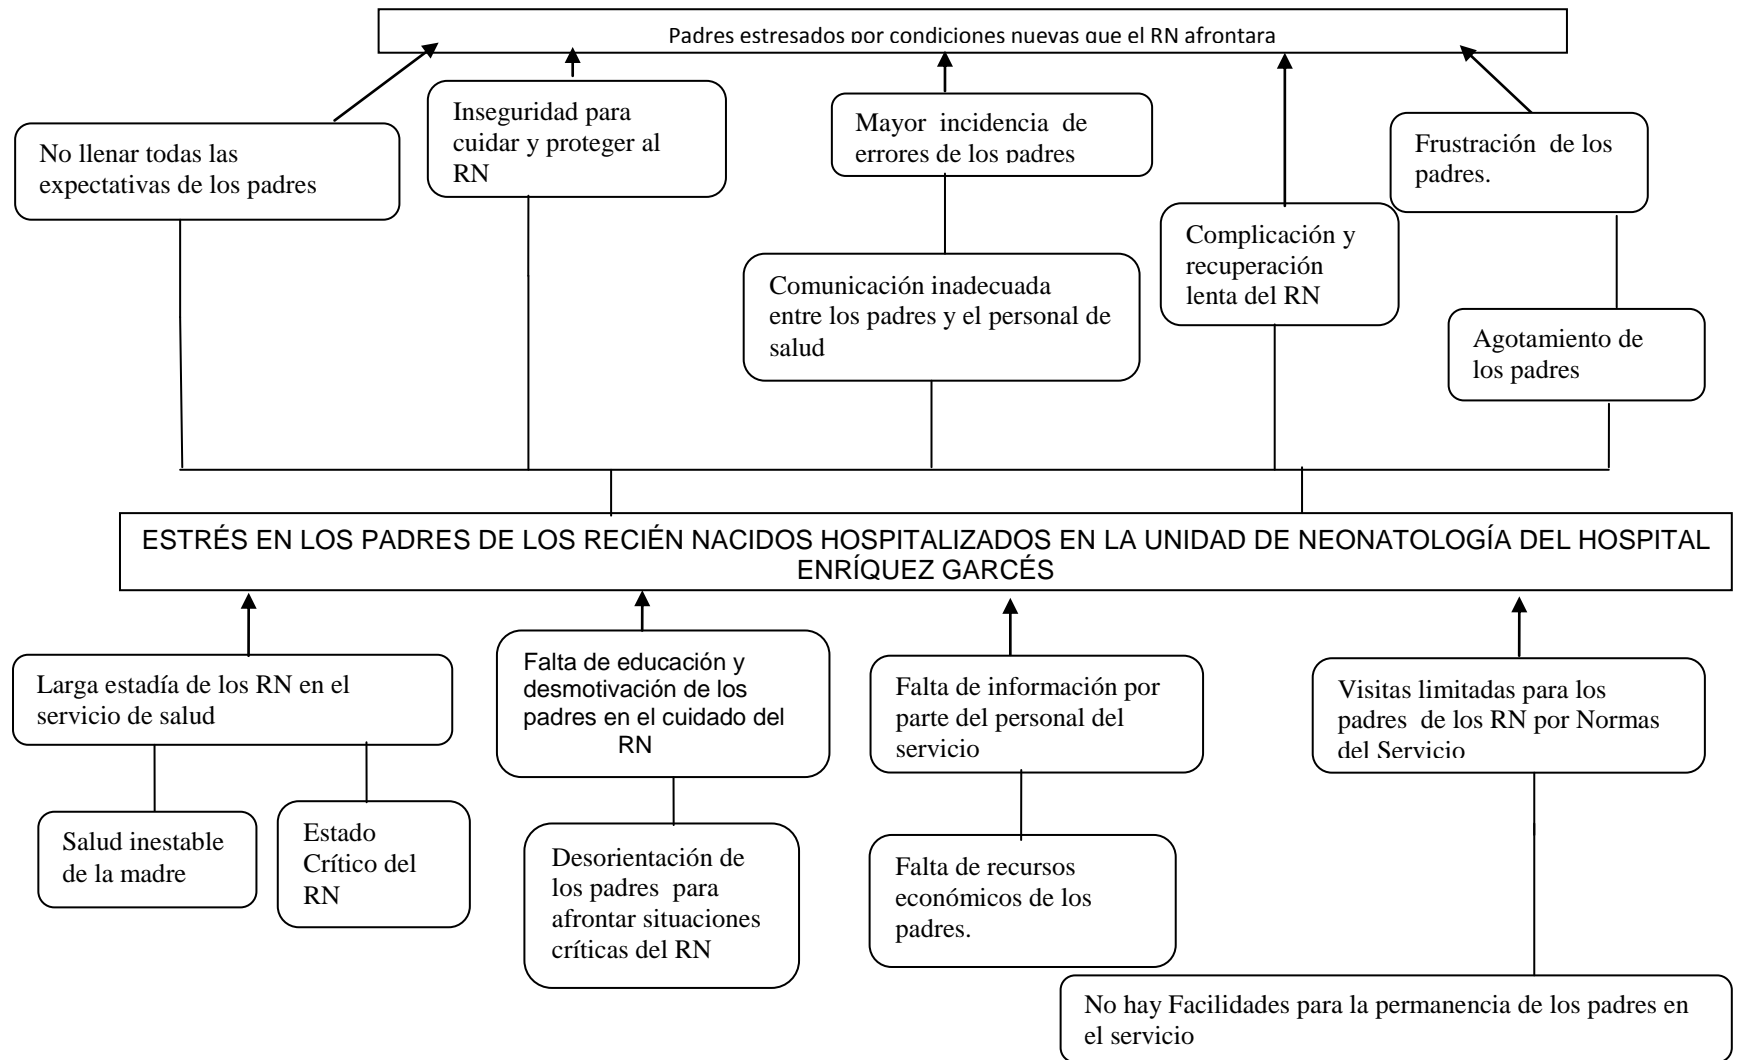 Padres estresados por condiciones nuevas que el RN afrontara
No llenar todas las
expectativas de los padres
Inseguridad para
cuidar y proteger al
RN
Mayor incidencia de
errores de los padres
Frustración de los
padres.
Comunicación inadecuada
entre los padres y el personal de
salud
Complicación y
recuperación
lenta del RN
Agotamiento de
los padres
ESTRÉS EN LOS PADRES DE LOS RECIÉN NACIDOS HOSPITALIZADOS EN LA UNIDAD DE NEONATOLOGÍA DEL HOSPITAL
ENRÍQUEZ GARCÉS
Larga estadía de los RN en el
servicio de salud
Falta de educación y
desmotivación de los
padres en el cuidado del
RN
Falta de información por
parte del personal del
servicio
Visitas limitadas para los
padres de los RN por Normas
del Servicio
Salud inestable
de la madre
Estado
Crítico del
RN
Desorientación de
los padres para
afrontar situaciones
críticas del RN
Falta de recursos
económicos de los
padres.
No hay Facilidades para la permanencia de los padres en
el servicio